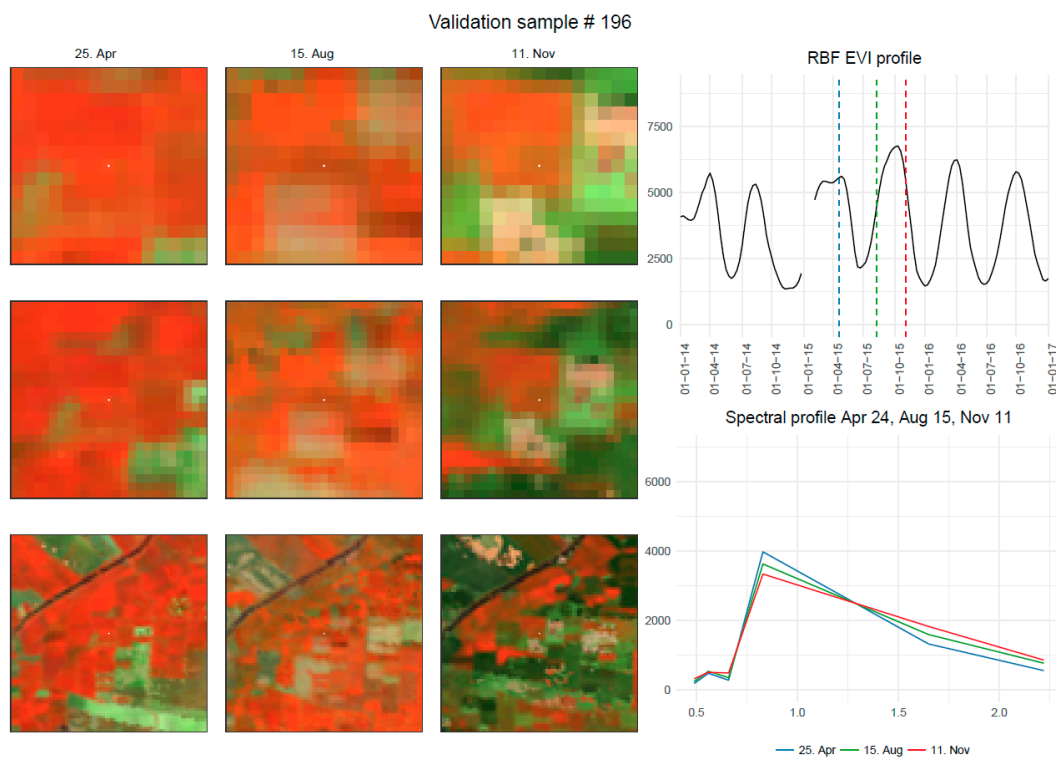 Validation sample # 196
25. Apr
15. Aug
11. Nov
RBF EVI profile
7500
5000
2500
0
01-01-14
01-04-14
01-07-14
01-10-14
01-01-15
01-04-15
01-07-15
01-10-15
01-01-16
01-04-16
01-07-16
01-10-16
01-01-17
Spectral profile Apr 24, Aug 15, Nov 11
6000
4000
2000
0
0.5
1.0
1.5
2.0
25. Apr
15. Aug
11. Nov